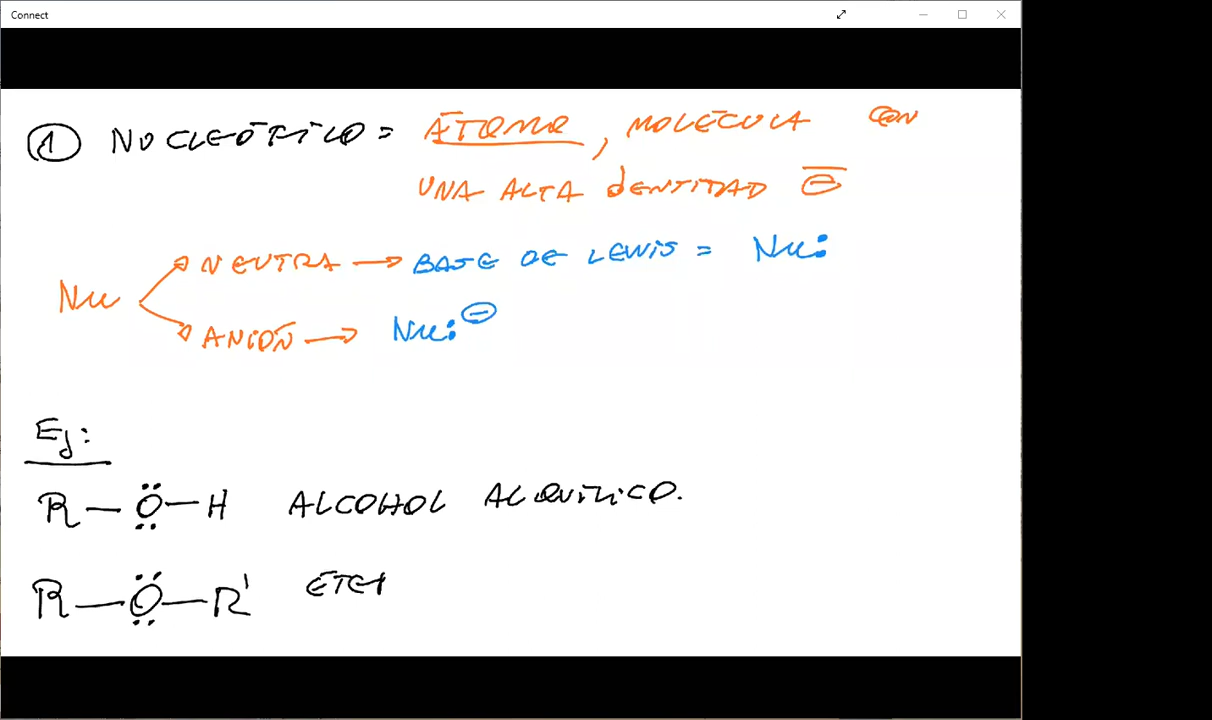 Connect
① NUCLEÓFILO = ÁTOMO, MOLÉCULA CON
UNA ALTA DENSIDAD ⊖
Nu
NEUTRA → BASE DE LEWIS = Nu:
ANIÓN → Nu:⊖
Ej:
R—Ö—H ALCOHOL ALQUÍLICO.
R—Ö—R' ÉTE